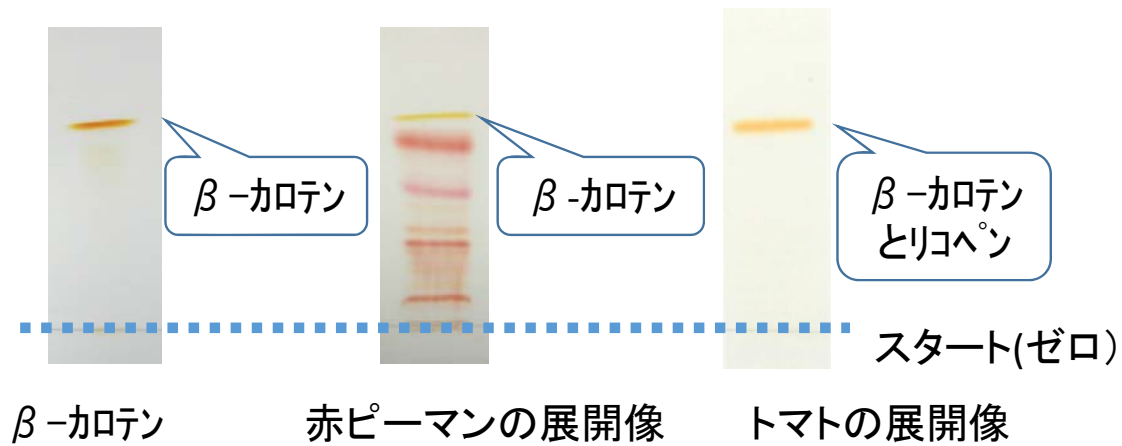 β-カロテン
β-カロテン
β-カロテン
とリコペン
スタート(ゼロ)
β-カロテン
赤ピーマンの展開像
トマトの展開像